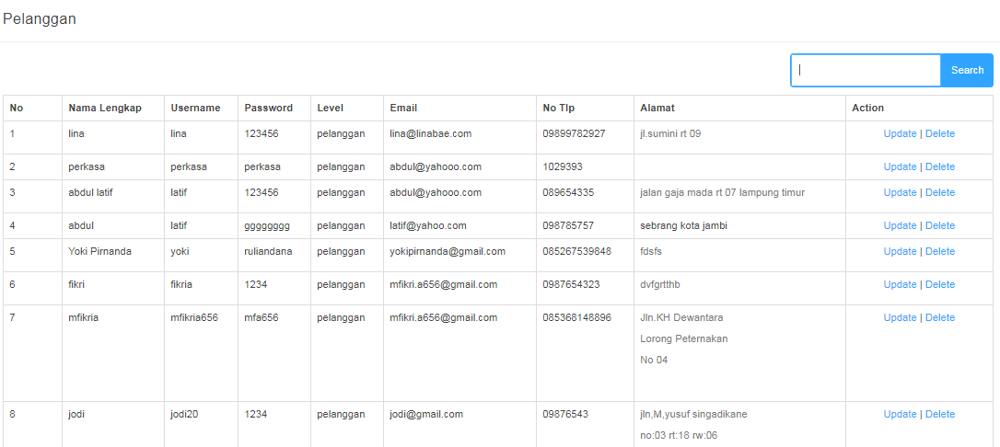 Pelanggan
Search
No Nama Lengkap Username Password Level Email No Tlp Alamat Action
1 lina lina 123456 pelanggan lina@linabae.com 09899782927 jl.sumini rt 09 Update | Delete
2 perkasa perkasa perkasa pelanggan abdul@yahooo.com 1029393 Update | Delete
3 abdul latif latif 123456 pelanggan abdul@yahooo.com 089654335 jalan gaja mada rt 07 lampung timur Update | Delete
4 abdul latif gggggggg pelanggan latif@yahoo.com 098785757 sebrang kota jambi Update | Delete
5 Yoki Pirnanda yoki ruliandana pelanggan yokipirnanda@gmail.com 085267539848 fdsfs Update | Delete
6 fikri fikria 1234 pelanggan mfikri.a656@gmail.com 0987654323 dvfgrtthb Update | Delete
7 mfikria mfikria656 mfa656 pelanggan mfikri.a656@gmail.com 085368148896 Jln.KH Dewantara Update | Delete
Lorong Peternakan
No 04
8 jodi jodi20 1234 pelanggan jodi@gmail.com 09876543 jln,M,yusuf singadikane Update | Delete
no:03 rt:18 rw:06